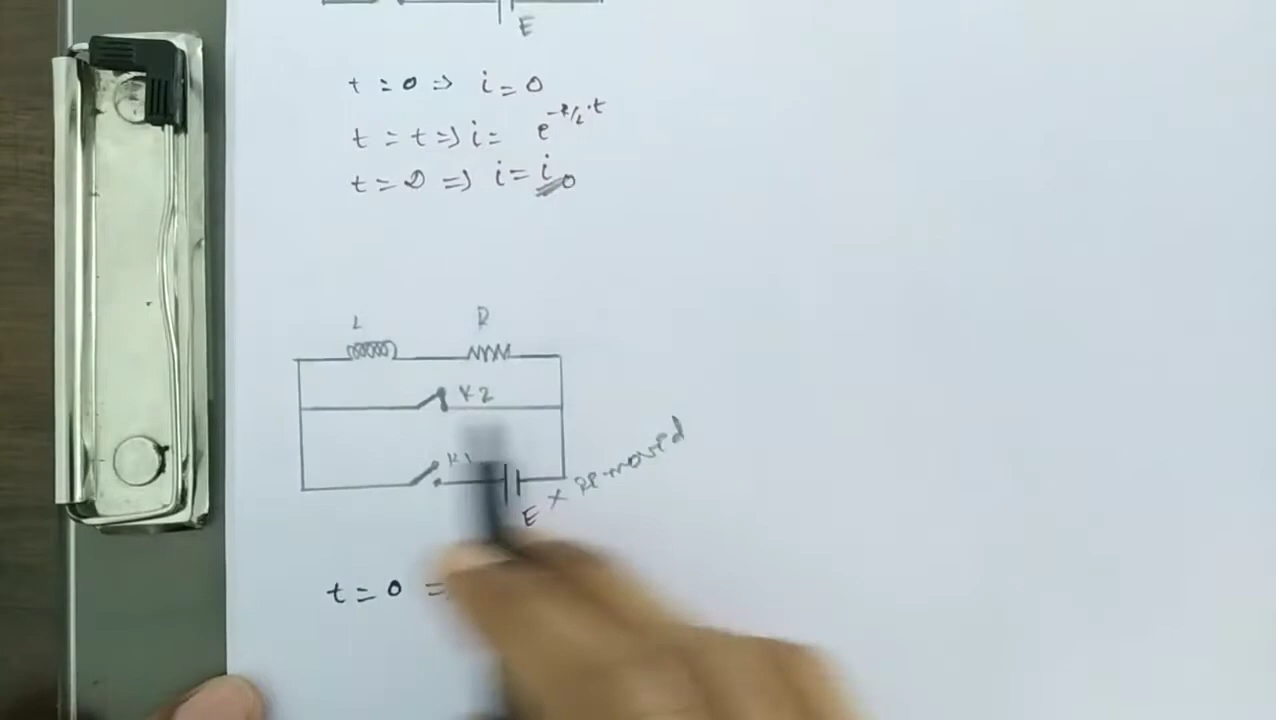 E
t = 0 => i = 0
t = t => i = e^-R/L.t
t = ∞ => i = i0
L R
K2
K1
E × Removed
t = 0 =